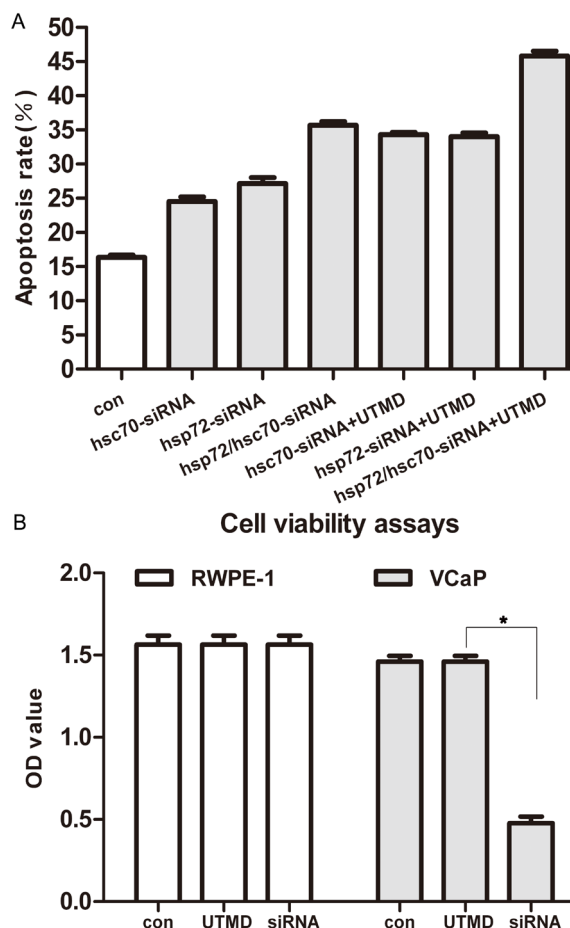 A
Apoptosis rate(%)
50
45
40
35
30
25
20
15
10
5
0
con
hsc70-siRNA
hsp72-siRNA
hsp72/hsc70-siRNA
hsc70-siRNA+UTMD
hsp72-siRNA+UTMD
hsp72/hsc70-siRNA+UTMD
B
Cell viability assays
RWPE-1
VCaP
OD value
2.0
1.5
1.0
0.5
0.0
*
con UTMD siRNA con UTMD siRNA